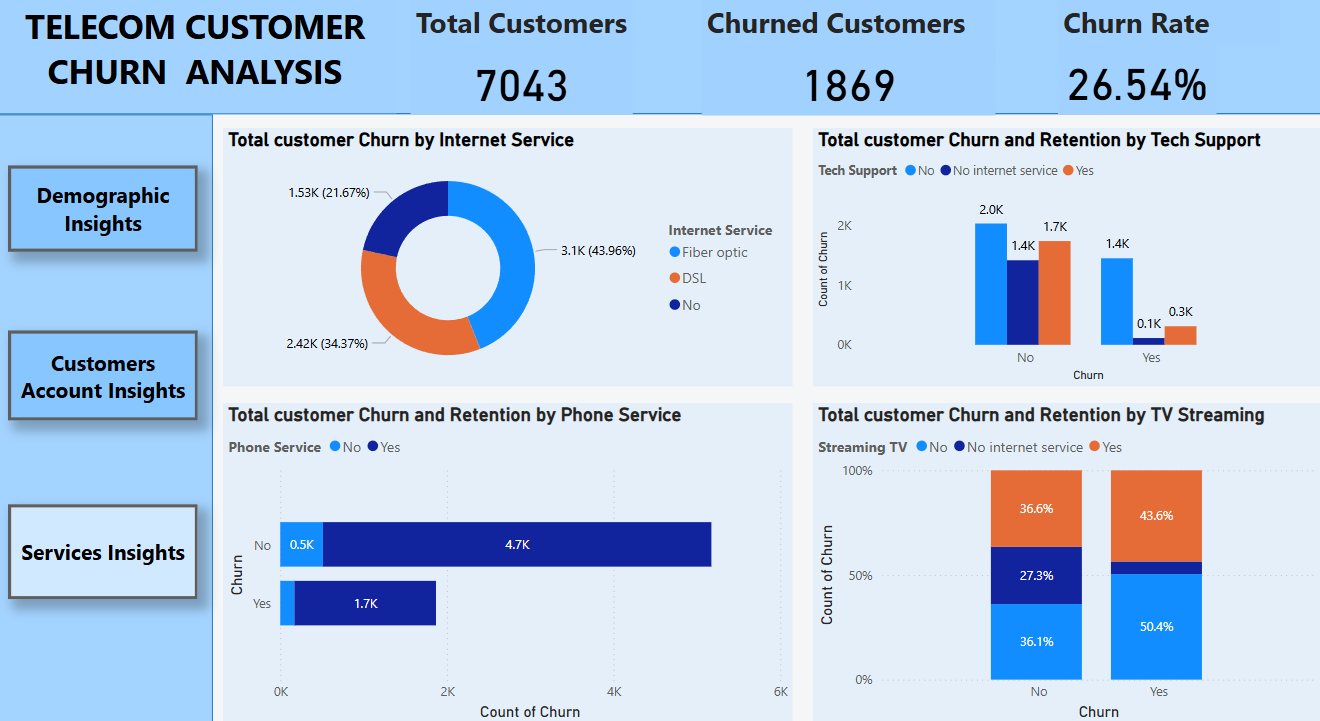 TELECOM CUSTOMER
CHURN ANALYSIS
Total Customers
7043
Churned Customers
1869
Churn Rate
26.54%
Demographic
Insights
Customers
Account Insights
Services Insights
Total customer Churn by Internet Service
1.53K (21.67%)
3.1K (43.96%)
2.42K (34.37%)
Internet Service
Fiber optic
DSL
No
Total customer Churn and Retention by Tech Support
Tech Support No No internet service Yes
Count of Churn
2K
1K
0K
2.0K
1.4K
1.7K
1.4K
0.1K
0.3K
No
Yes
Churn
Total customer Churn and Retention by Phone Service
Phone Service No Yes
Churn
No
0.5K
4.7K
Yes
1.7K
0K
2K
4K
6K
Count of Churn
Total customer Churn and Retention by TV Streaming
Streaming TV No No internet service Yes
Count of Churn
100%
50%
0%
36.6%
27.3%
36.1%
43.6%
50.4%
No
Yes
Churn